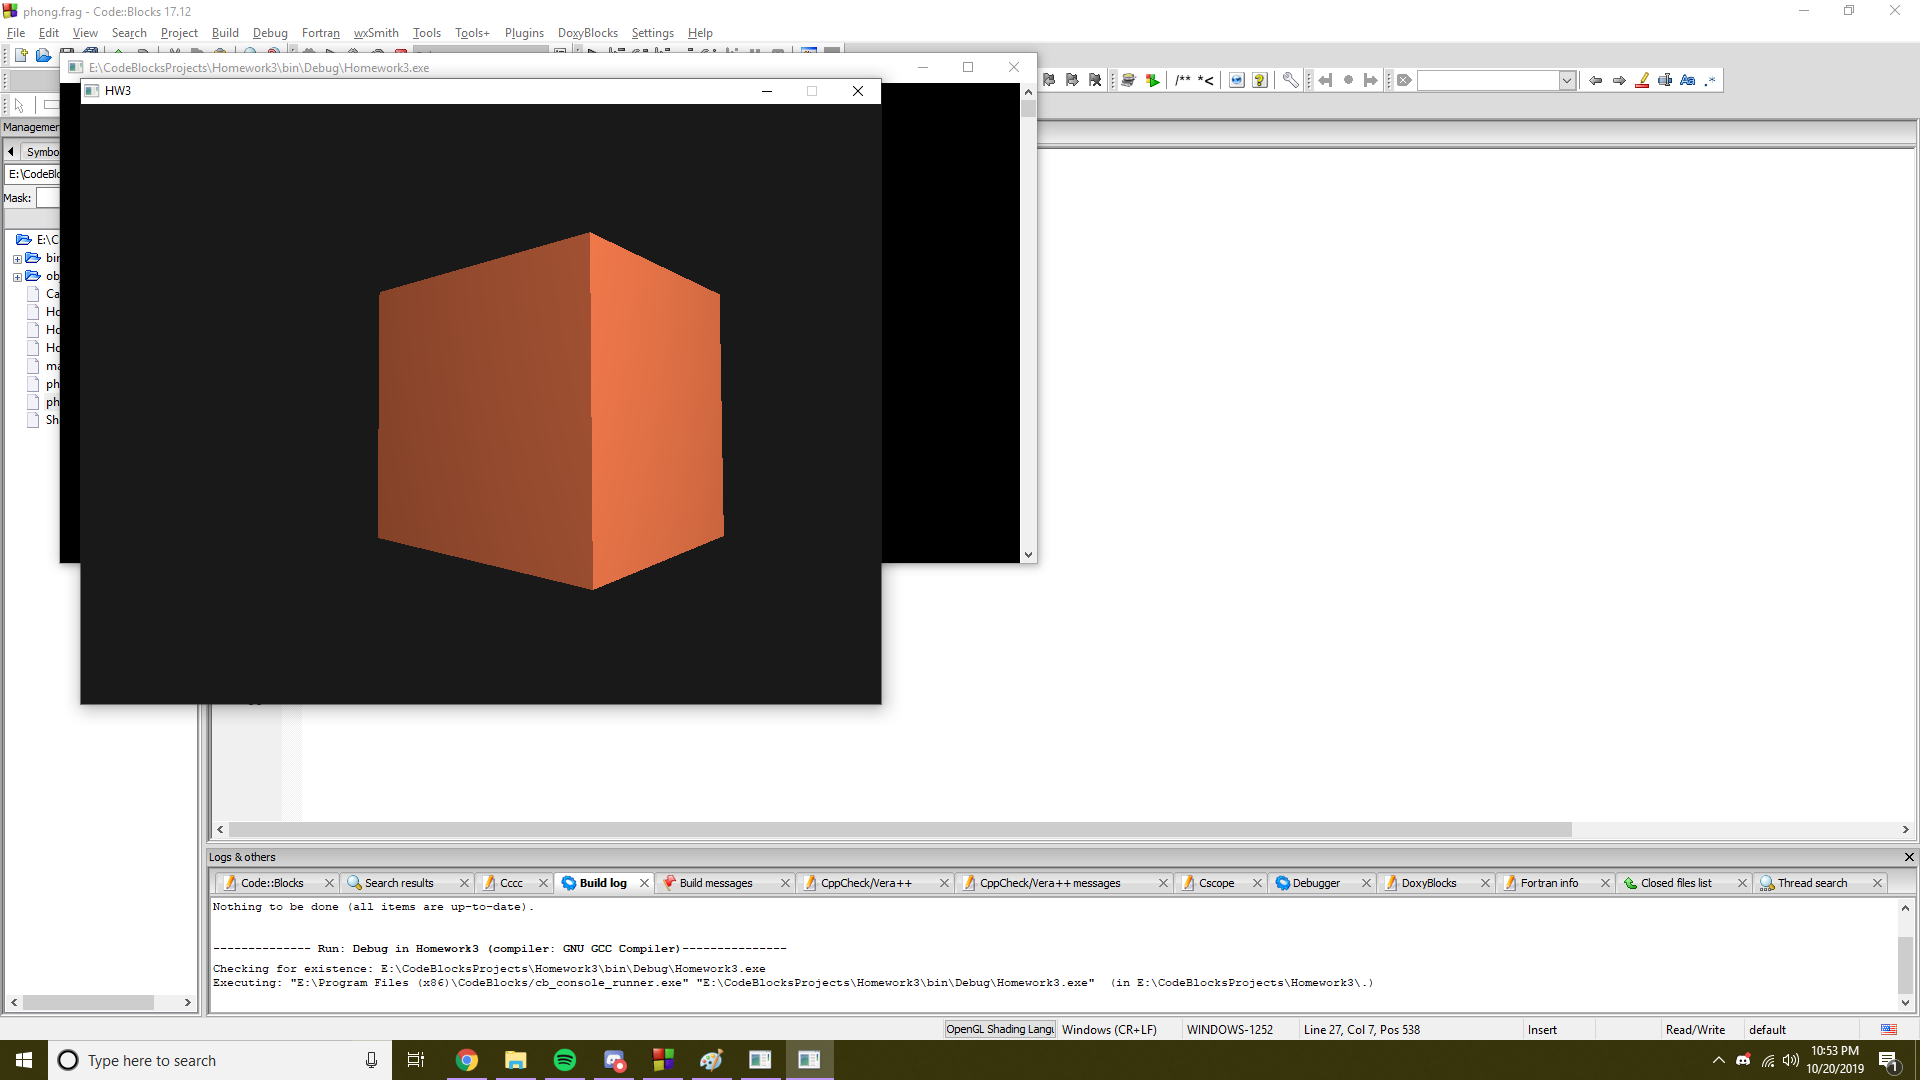 phong.frag - Code::Blocks 17.12
File Edit View Search Project Build Debug Fortran wxSmith Tools Tools+ Plugins DoxyBlocks Settings Help
E:\CodeBlocksProjects\Homework3\bin\Debug\Homework3.exe
HW3
/** *<
Aa .*
Managemen
Symbo
E:\CodeBlo
Mask:
E:\C
bin
ob
Ca
Ho
Ho
Ho
ma
ph
ph
Sh
Logs & others
Code::Blocks Search results Cccc Build log Build messages CppCheck/Vera++ CppCheck/Vera++ messages Cscope Debugger DoxyBlocks Fortran info Closed files list Thread search
Nothing to be done (all items are up-to-date).
-------------- Run: Debug in Homework3 (compiler: GNU GCC Compiler)---------------
Checking for existence: E:\CodeBlocksProjects\Homework3\bin\Debug\Homework3.exe
Executing: "E:\Program Files (x86)\CodeBlocks/cb_console_runner.exe" "E:\CodeBlocksProjects\Homework3\bin\Debug\Homework3.exe"  (in E:\CodeBlocksProjects\Homework3\.)
OpenGL Shading Langu Windows (CR+LF) WINDOWS-1252 Line 27, Col 7, Pos 538 Insert Read/Write default
Type here to search
10:53 PM
10/20/2019
1